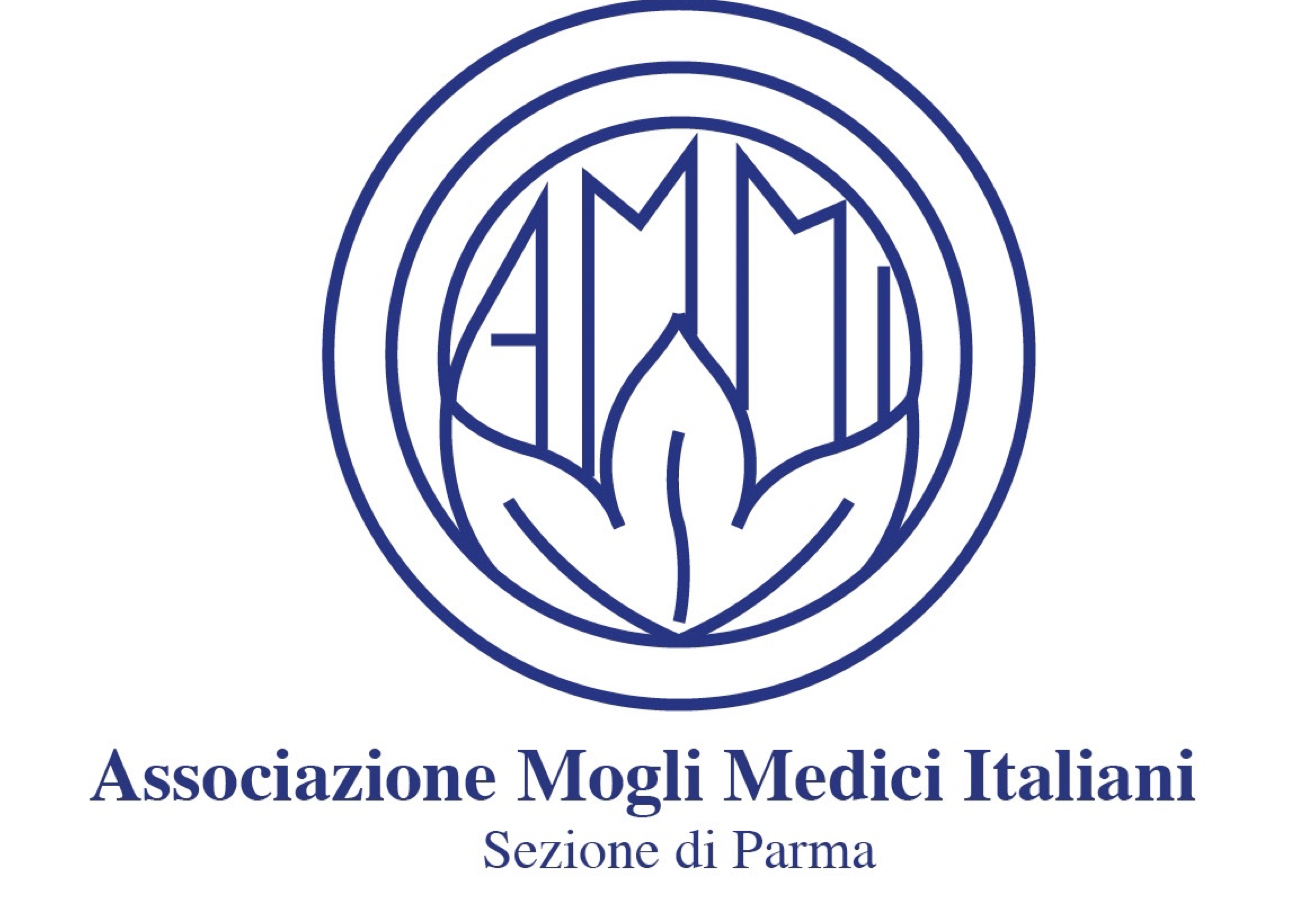 AMMI
Associazione Mogli Medici Italiani
Sezione di Parma